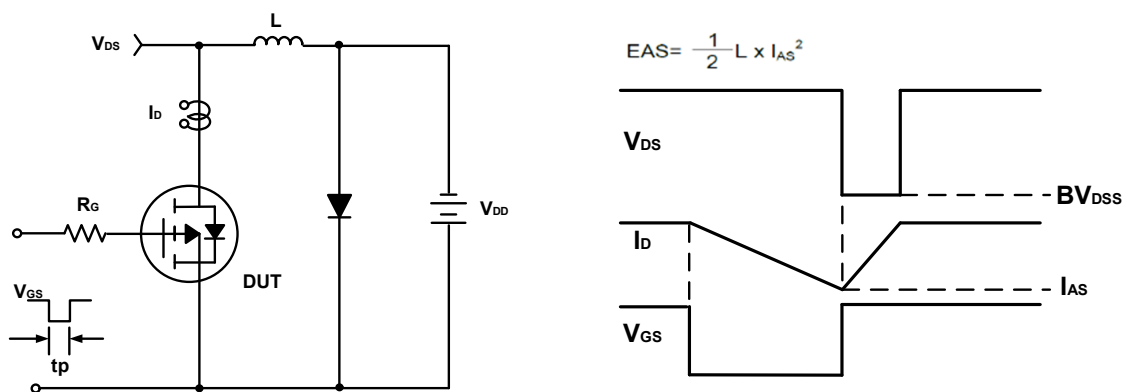 L
VDS
ID
RG
VDD
DUT
VGS
tp
EAS= 1/2 L x IAS²
VDS
BVDSS
ID
IAS
VGS